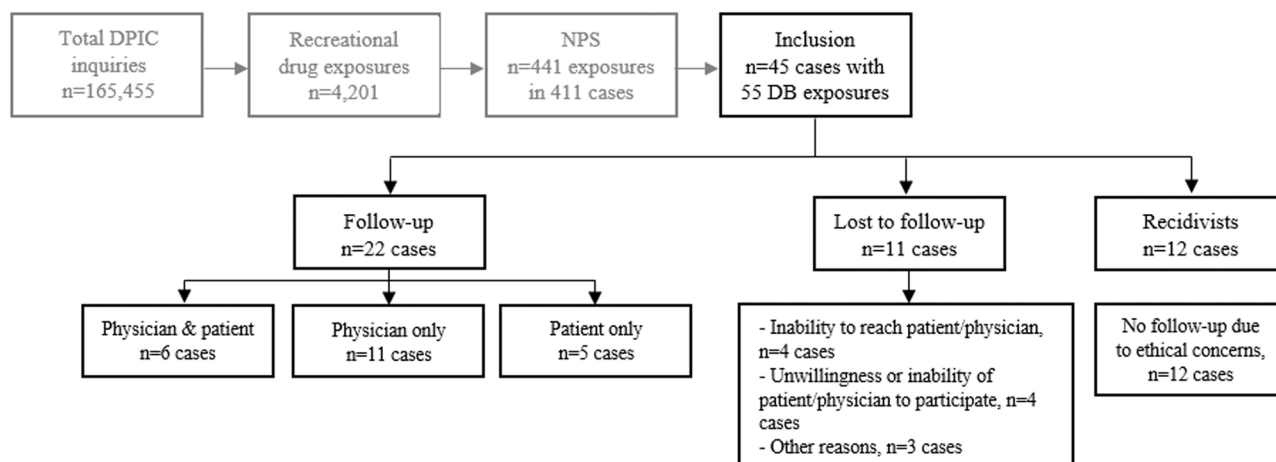 Total DPIC
inquiries
n=165,455
Recreational
drug exposures
n=4,201
NPS
n=441 exposures
in 411 cases
Inclusion
n=45 cases with
55 DB exposures
Follow-up
n=22 cases
Lost to follow-up
n=11 cases
Recidivists
n=12 cases
Physician & patient
n=6 cases
Physician only
n=11 cases
Patient only
n=5 cases
- Inability to reach patient/physician,
n=4 cases
- Unwillingness or inability of
patient/physician to participate, n=4
cases
- Other reasons, n=3 cases
No follow-up due
to ethical concerns,
n=12 cases